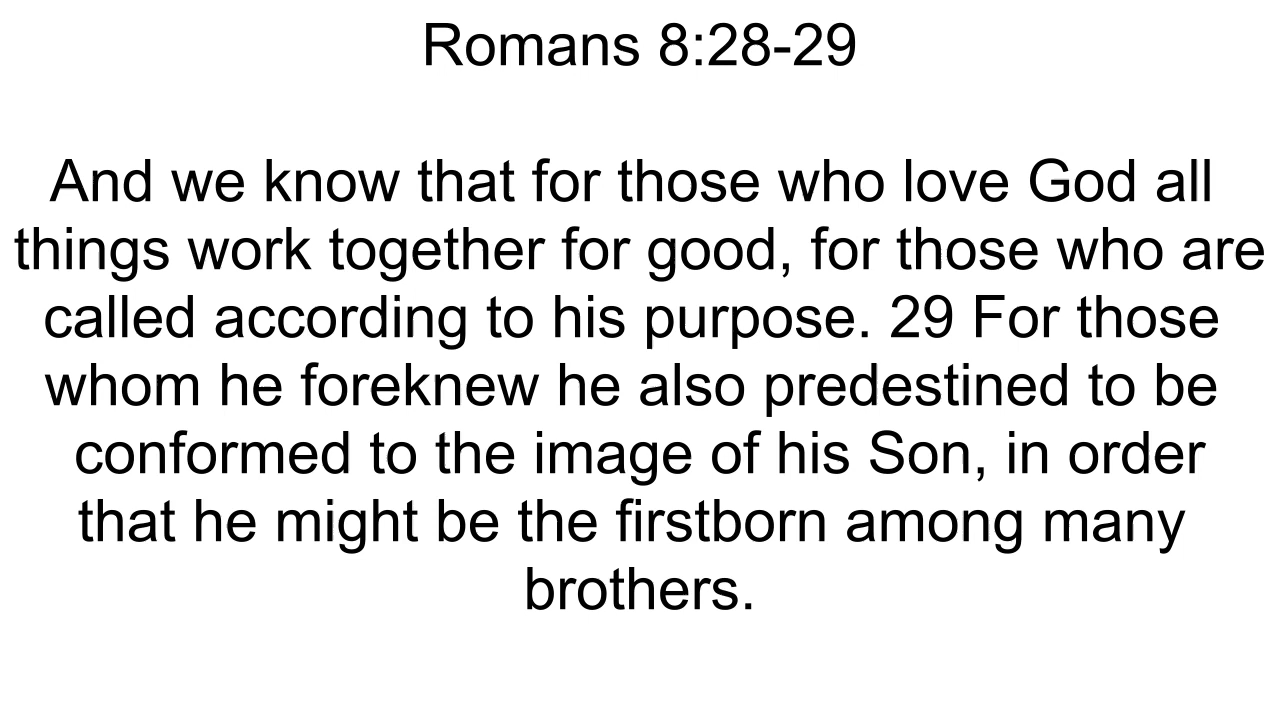 Romans 8:28-29
And we know that for those who love God all
things work together for good, for those who are
called according to his purpose. 29 For those
whom he foreknew he also predestined to be
conformed to the image of his Son, in order
that he might be the firstborn among many
brothers.